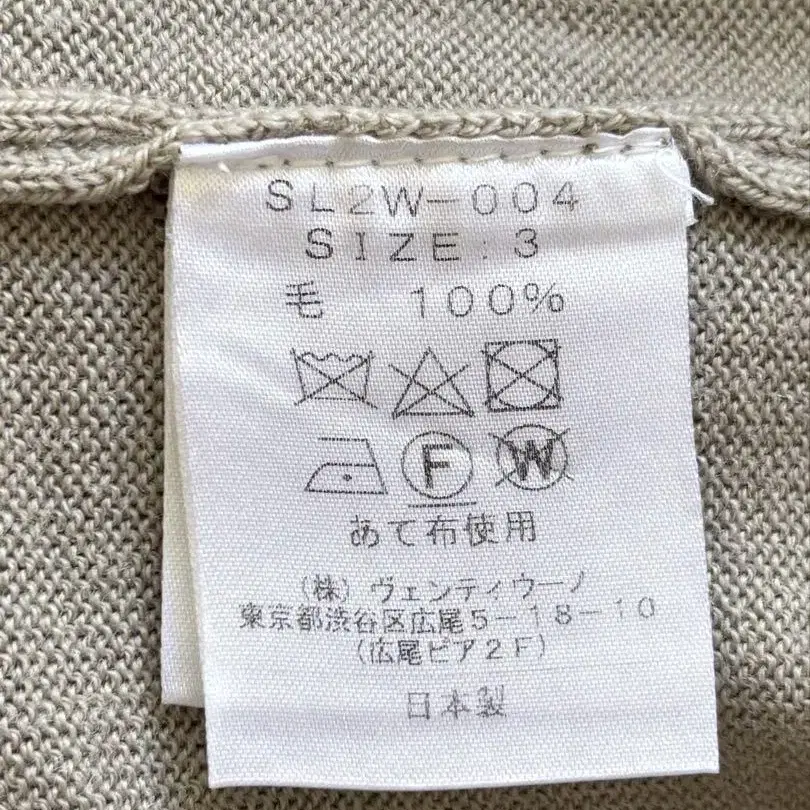 SL2W-004
SIZE:3
毛 100%
F W
あて布使用
(株)ヴェンティウーノ
東京都渋谷区広尾5-18-10
(広尾ピア2F)
日本製